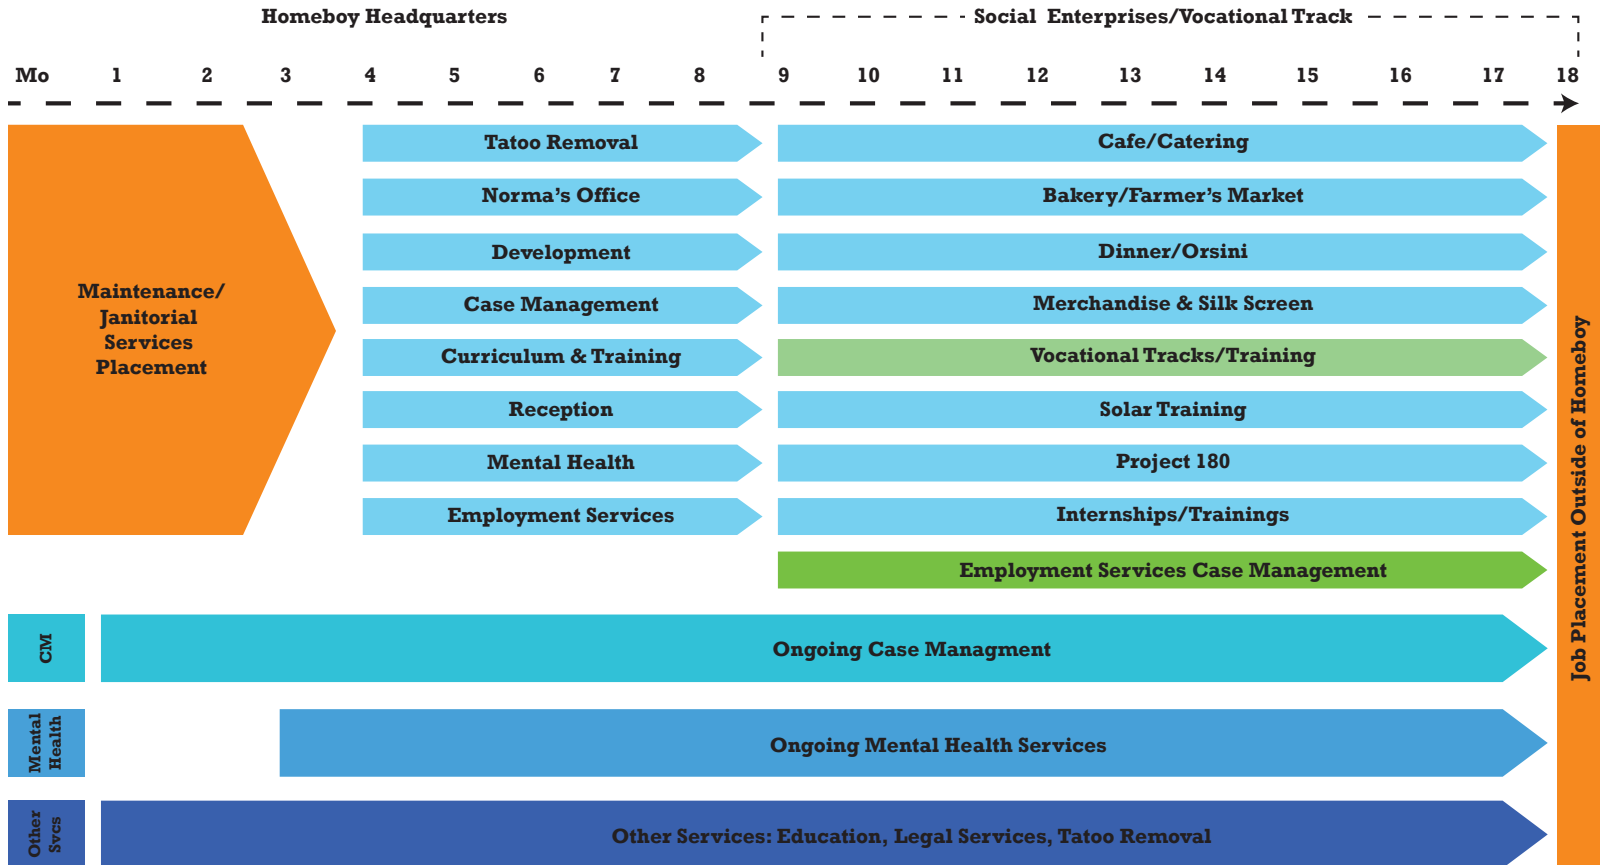 Homeboy Headquarters
Social Enterprises/Vocational Track
Mo 1 2 3 4 5 6 7 8 9 10 11 12 13 14 15 16 17 18
Maintenance/
Janitorial
Services
Placement
Tatoo Removal
Norma's Office
Development
Case Management
Curriculum & Training
Reception
Mental Health
Employment Services
Cafe/Catering
Bakery/Farmer's Market
Dinner/Orsini
Merchandise & Silk Screen
Vocational Tracks/Training
Solar Training
Project 180
Internships/Trainings
Employment Services Case Management
Job Placement Outside of Homeboy
CM
Ongoing Case Managment
Mental
Health
Ongoing Mental Health Services
Other
Svcs
Other Services: Education, Legal Services, Tatoo Removal